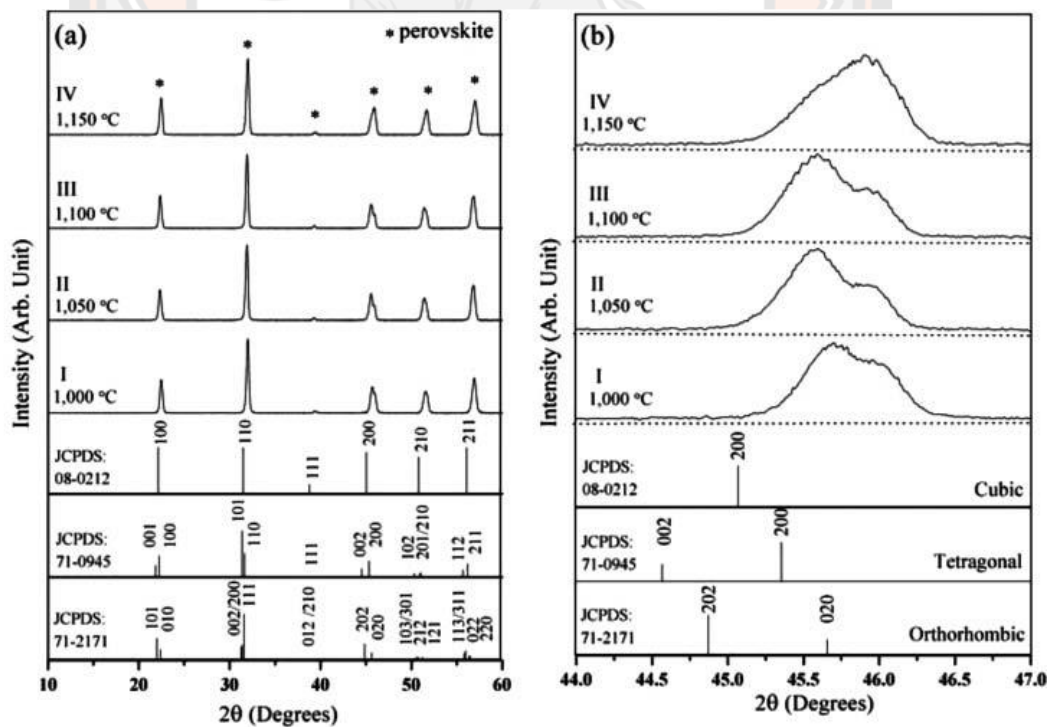 (a)
* perovskite
*
*
*
*
*
*
IV
1,150 °C
III
1,100 °C
II
1,050 °C
I
1,000 °C
100
110
111
200
210
211
JCPDS:
08-0212
001
100
101
110
111
002
200
102
201/210
112
211
JCPDS:
71-0945
101
010
002/200
111
012 /210
202
020
103/301
212
121
113/311
022
220
JCPDS:
71-2171
10
20
30
40
50
60
2θ (Degrees)
Intensity (Arb. Unit)
(b)
IV
1,150 °C
III
1,100 °C
II
1,050 °C
I
1,000 °C
200
JCPDS:
08-0212
Cubic
002
200
JCPDS:
71-0945
Tetragonal
202
020
JCPDS:
71-2171
Orthorhombic
44.0
44.5
45.0
45.5
46.0
46.5
47.0
2θ (Degrees)
Intensity (Arb. Unit)